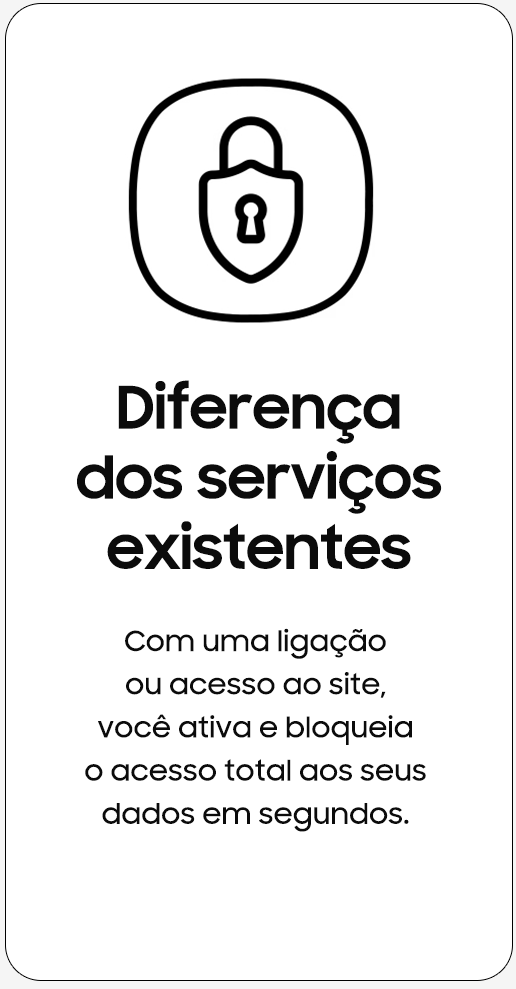 Diferença
dos serviços
existentes
Com uma ligação
ou acesso ao site,
você ativa e bloqueia
o acesso total aos seus
dados em segundos.